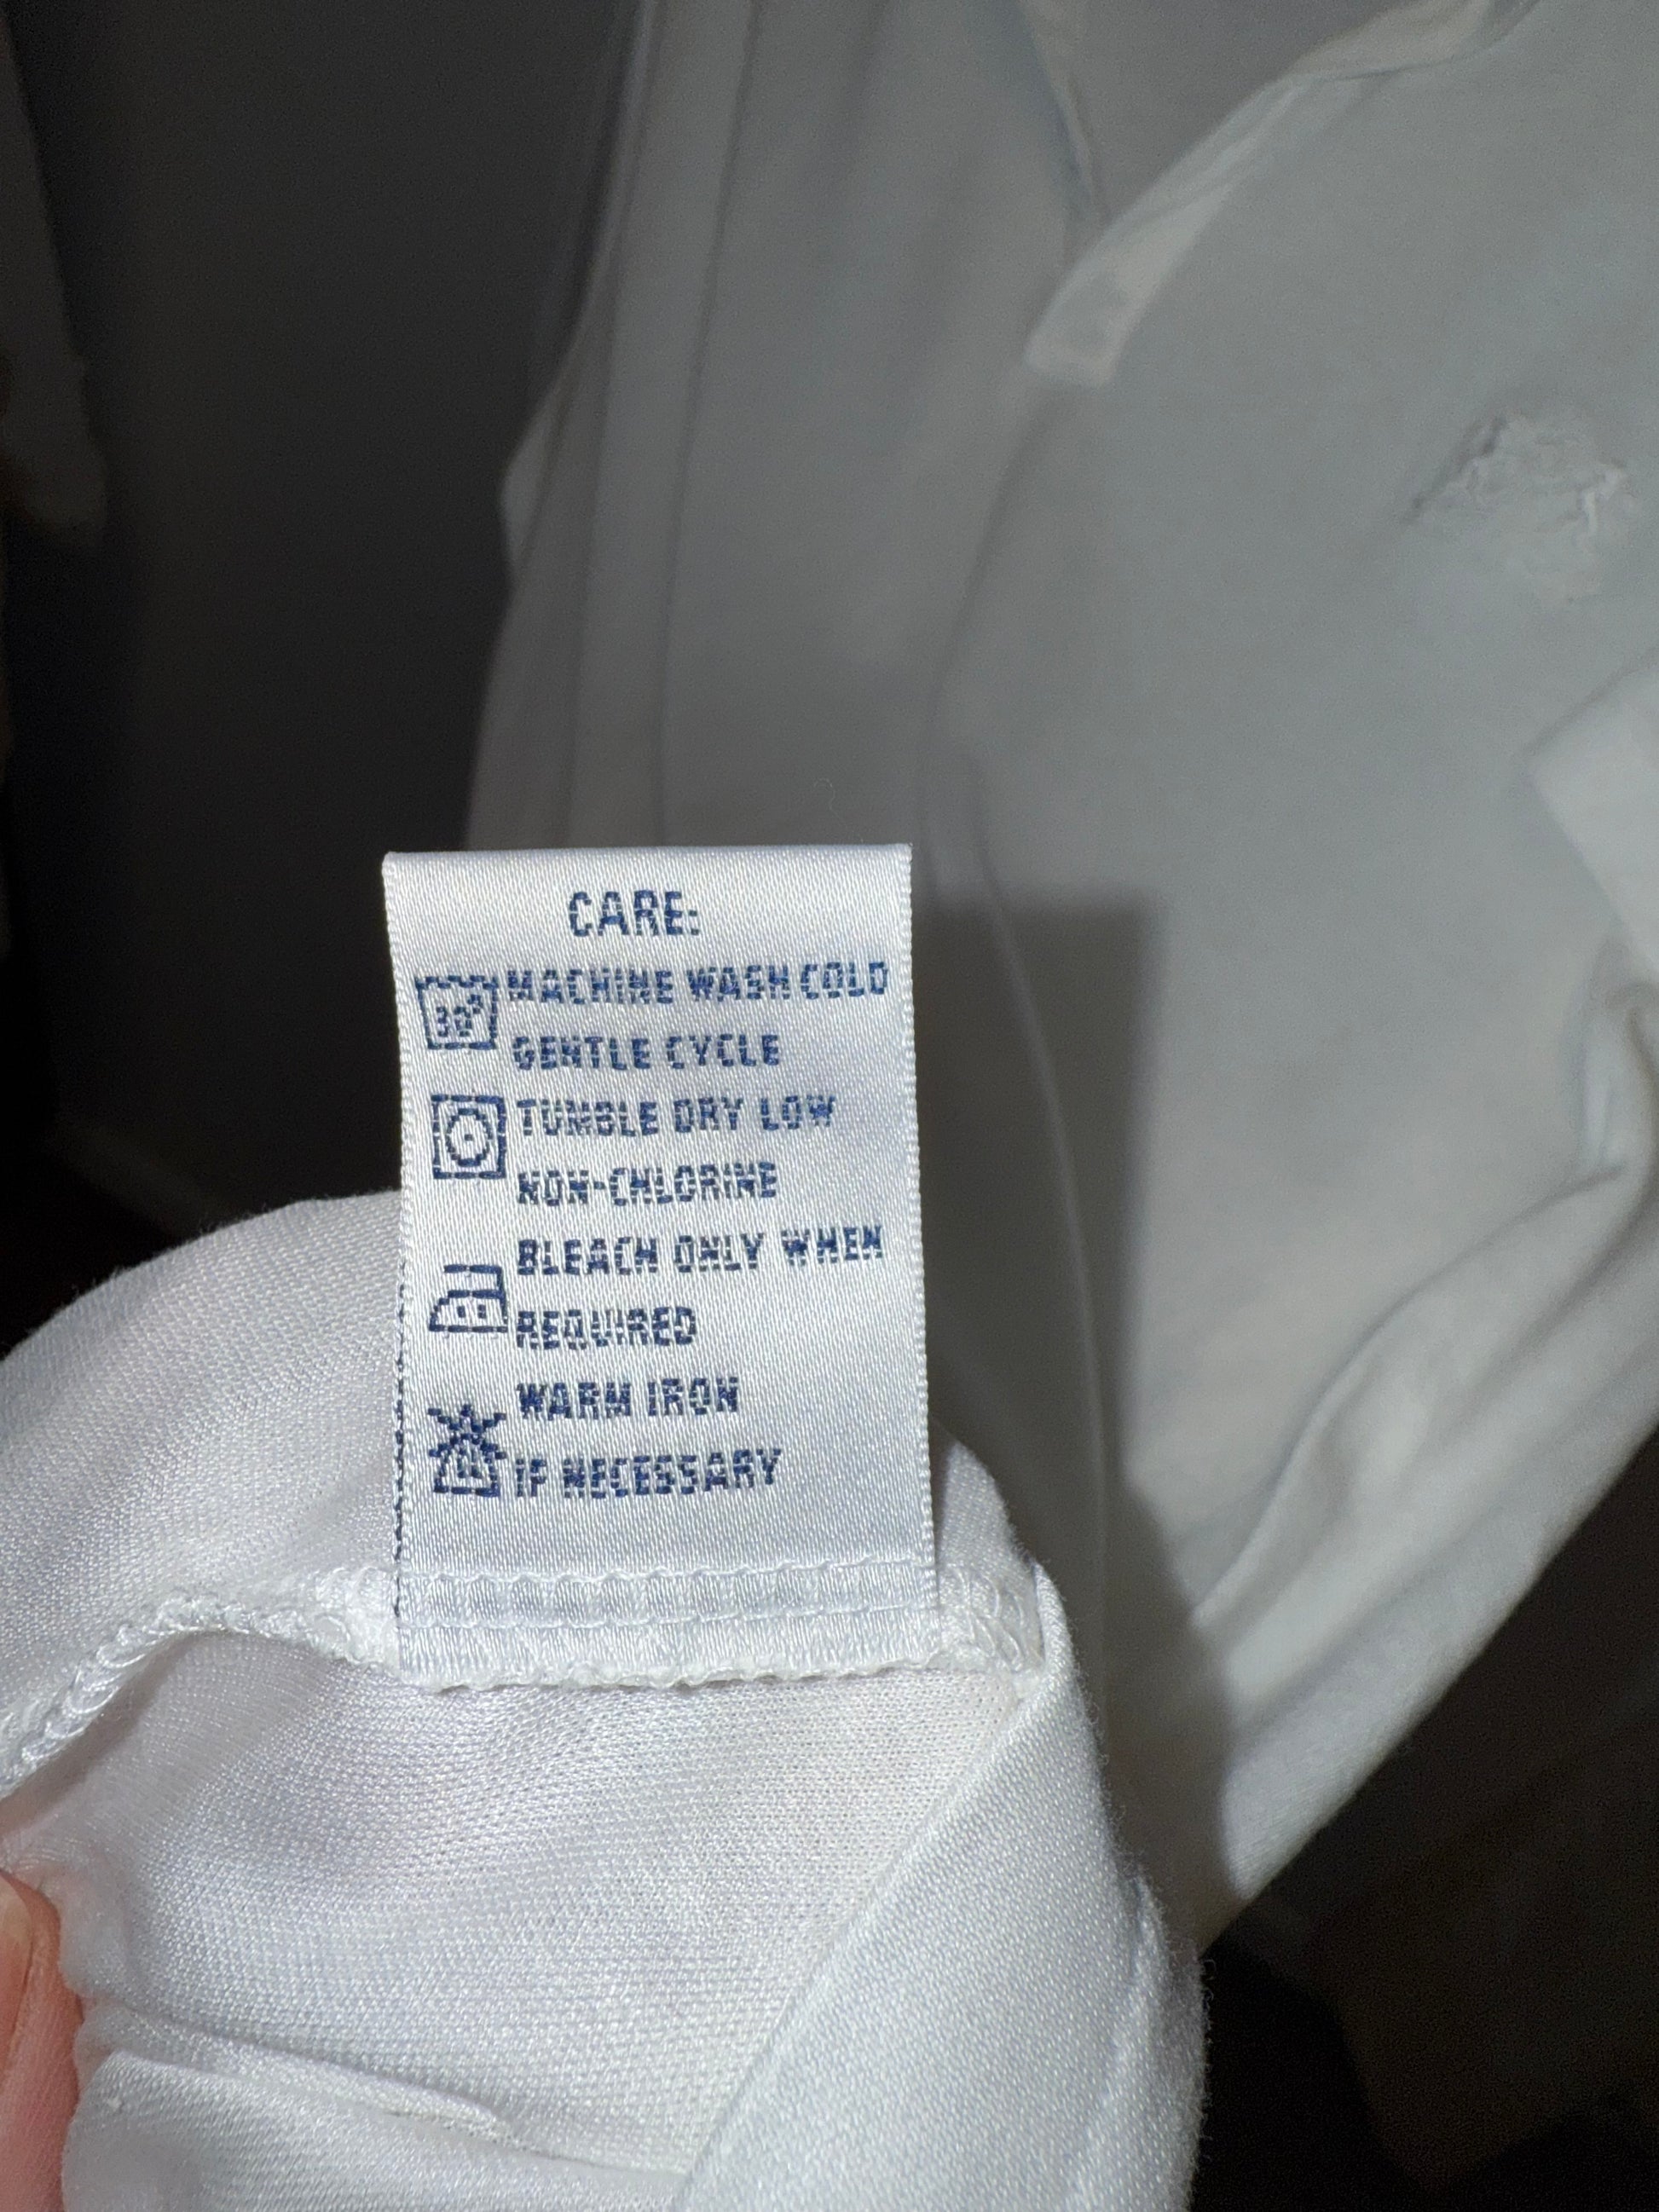 CARE:
30° MACHINE WASH COLD
GENTLE CYCLE
TUMBLE DRY LOW
NON-CHLORINE
BLEACH ONLY WHEN
REQUIRED
WARM IRON
IF NECESSARY